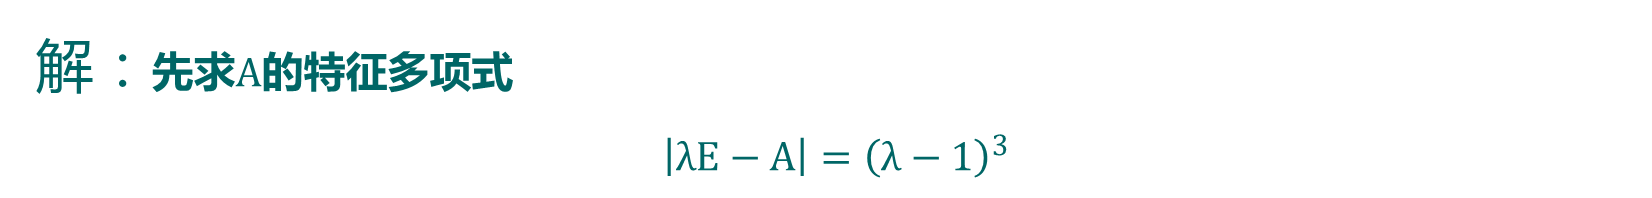 解：先求A的特征多项式
|λE − A| = (λ − 1)³